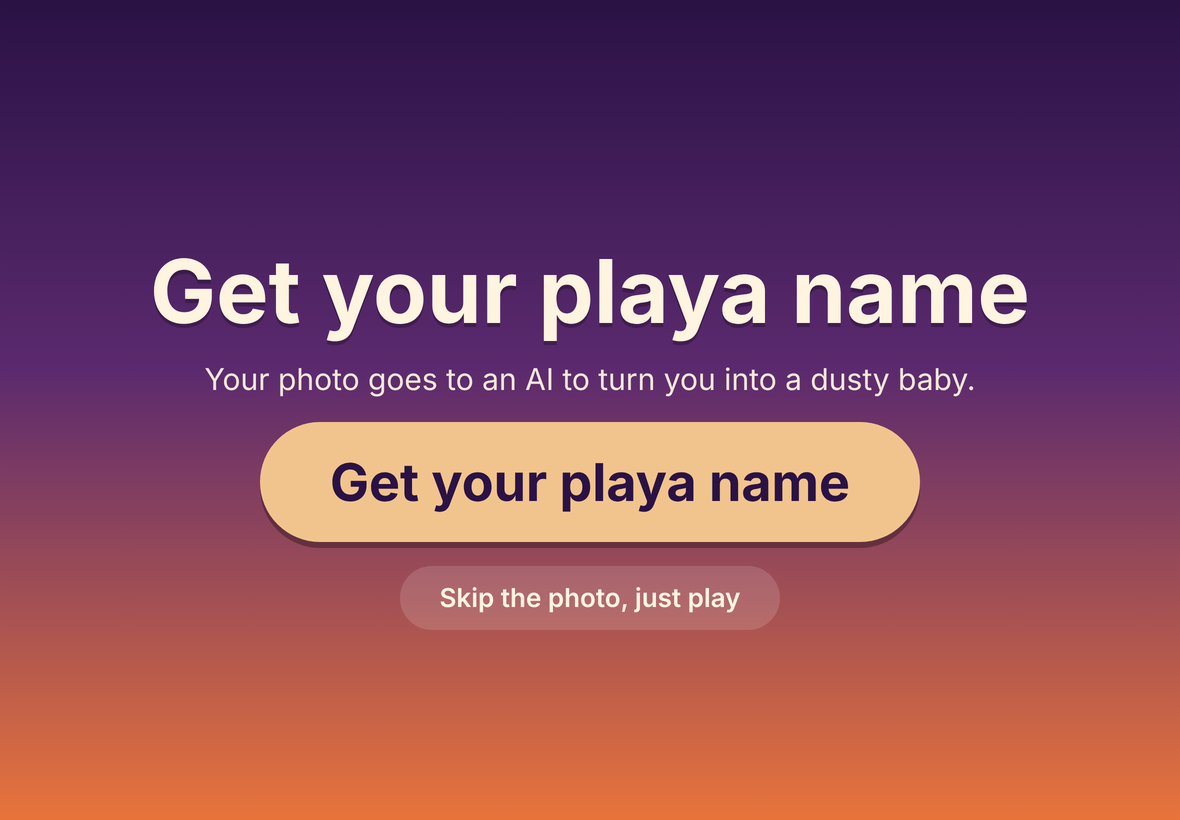 Get your playa name
Your photo goes to an AI to turn you into a dusty baby.
Get your playa name
Skip the photo, just play